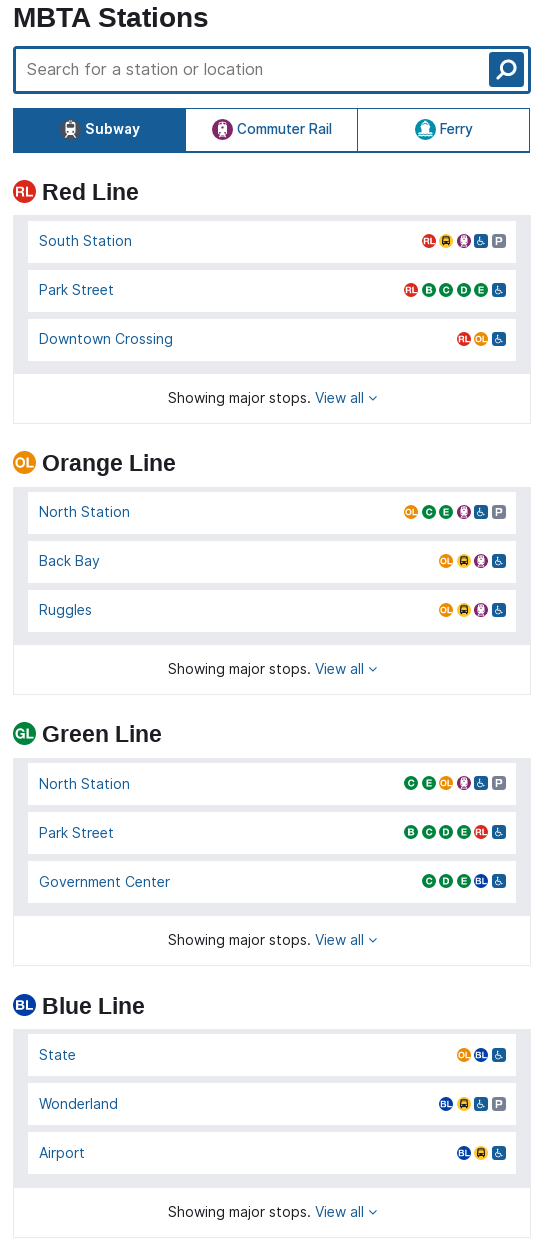 MBTA Stations
Search for a station or location
Subway Commuter Rail Ferry
RL Red Line
South Station RL P
Park Street RL B C D E
Downtown Crossing RL OL
Showing major stops. View all
OL Orange Line
North Station OL C E P
Back Bay OL
Ruggles OL
Showing major stops. View all
GL Green Line
North Station C E OL P
Park Street B C D E RL
Government Center C D E BL
Showing major stops. View all
BL Blue Line
State OL BL
Wonderland BL P
Airport BL
Showing major stops. View all